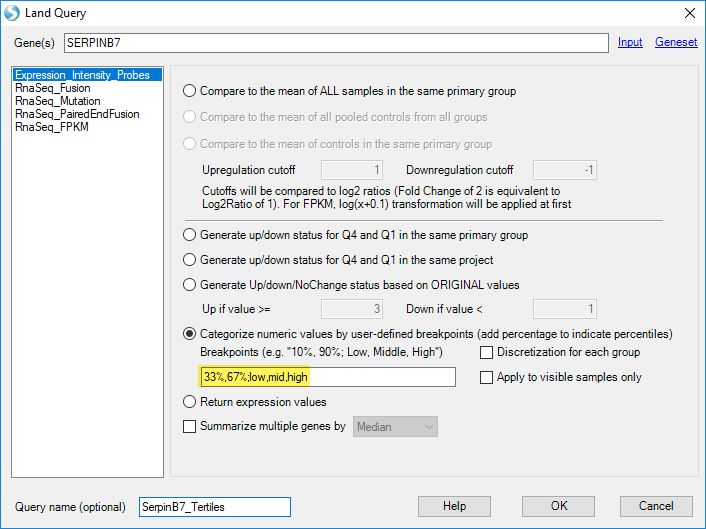 Land Query
Gene(s) SERPINB7 Input Geneset
Expression_Intensity_Probes
RnaSeq_Fusion
RnaSeq_Mutation
RnaSeq_PairedEndFusion
RnaSeq_FPKM
Compare to the mean of ALL samples in the same primary group
Compare to the mean of all pooled controls from all groups
Compare to the mean of controls in the same primary group
Upregulation cutoff 1 Downregulation cutoff -1
Cutoffs will be compared to log2 ratios (Fold Change of 2 is equivalent to
Log2Ratio of 1). For FPKM, log(x+0.1) transformation will be applied at first
Generate up/down status for Q4 and Q1 in the same primary group
Generate up/down status for Q4 and Q1 in the same project
Generate Up/down/NoChange status based on ORIGINAL values
Up if value >= 3 Down if value < 1
Categorize numeric values by user-defined breakpoints (add percentage to indicate percentiles)
Breakpoints (e.g. "10%, 90%; Low, Middle, High") Discretization for each group
33%,67%;low,mid,high Apply to visible samples only
Return expression values
Summarize multiple genes by Median
Query name (optional) SerpinB7_Tertiles Help OK Cancel